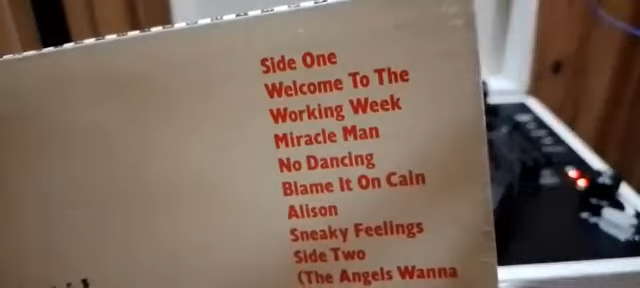 Side One
Welcome To The
Working Week
Miracle Man
No Dancing
Blame It On Cain
Alison
Sneaky Feelings
Side Two
(The Angels Wanna